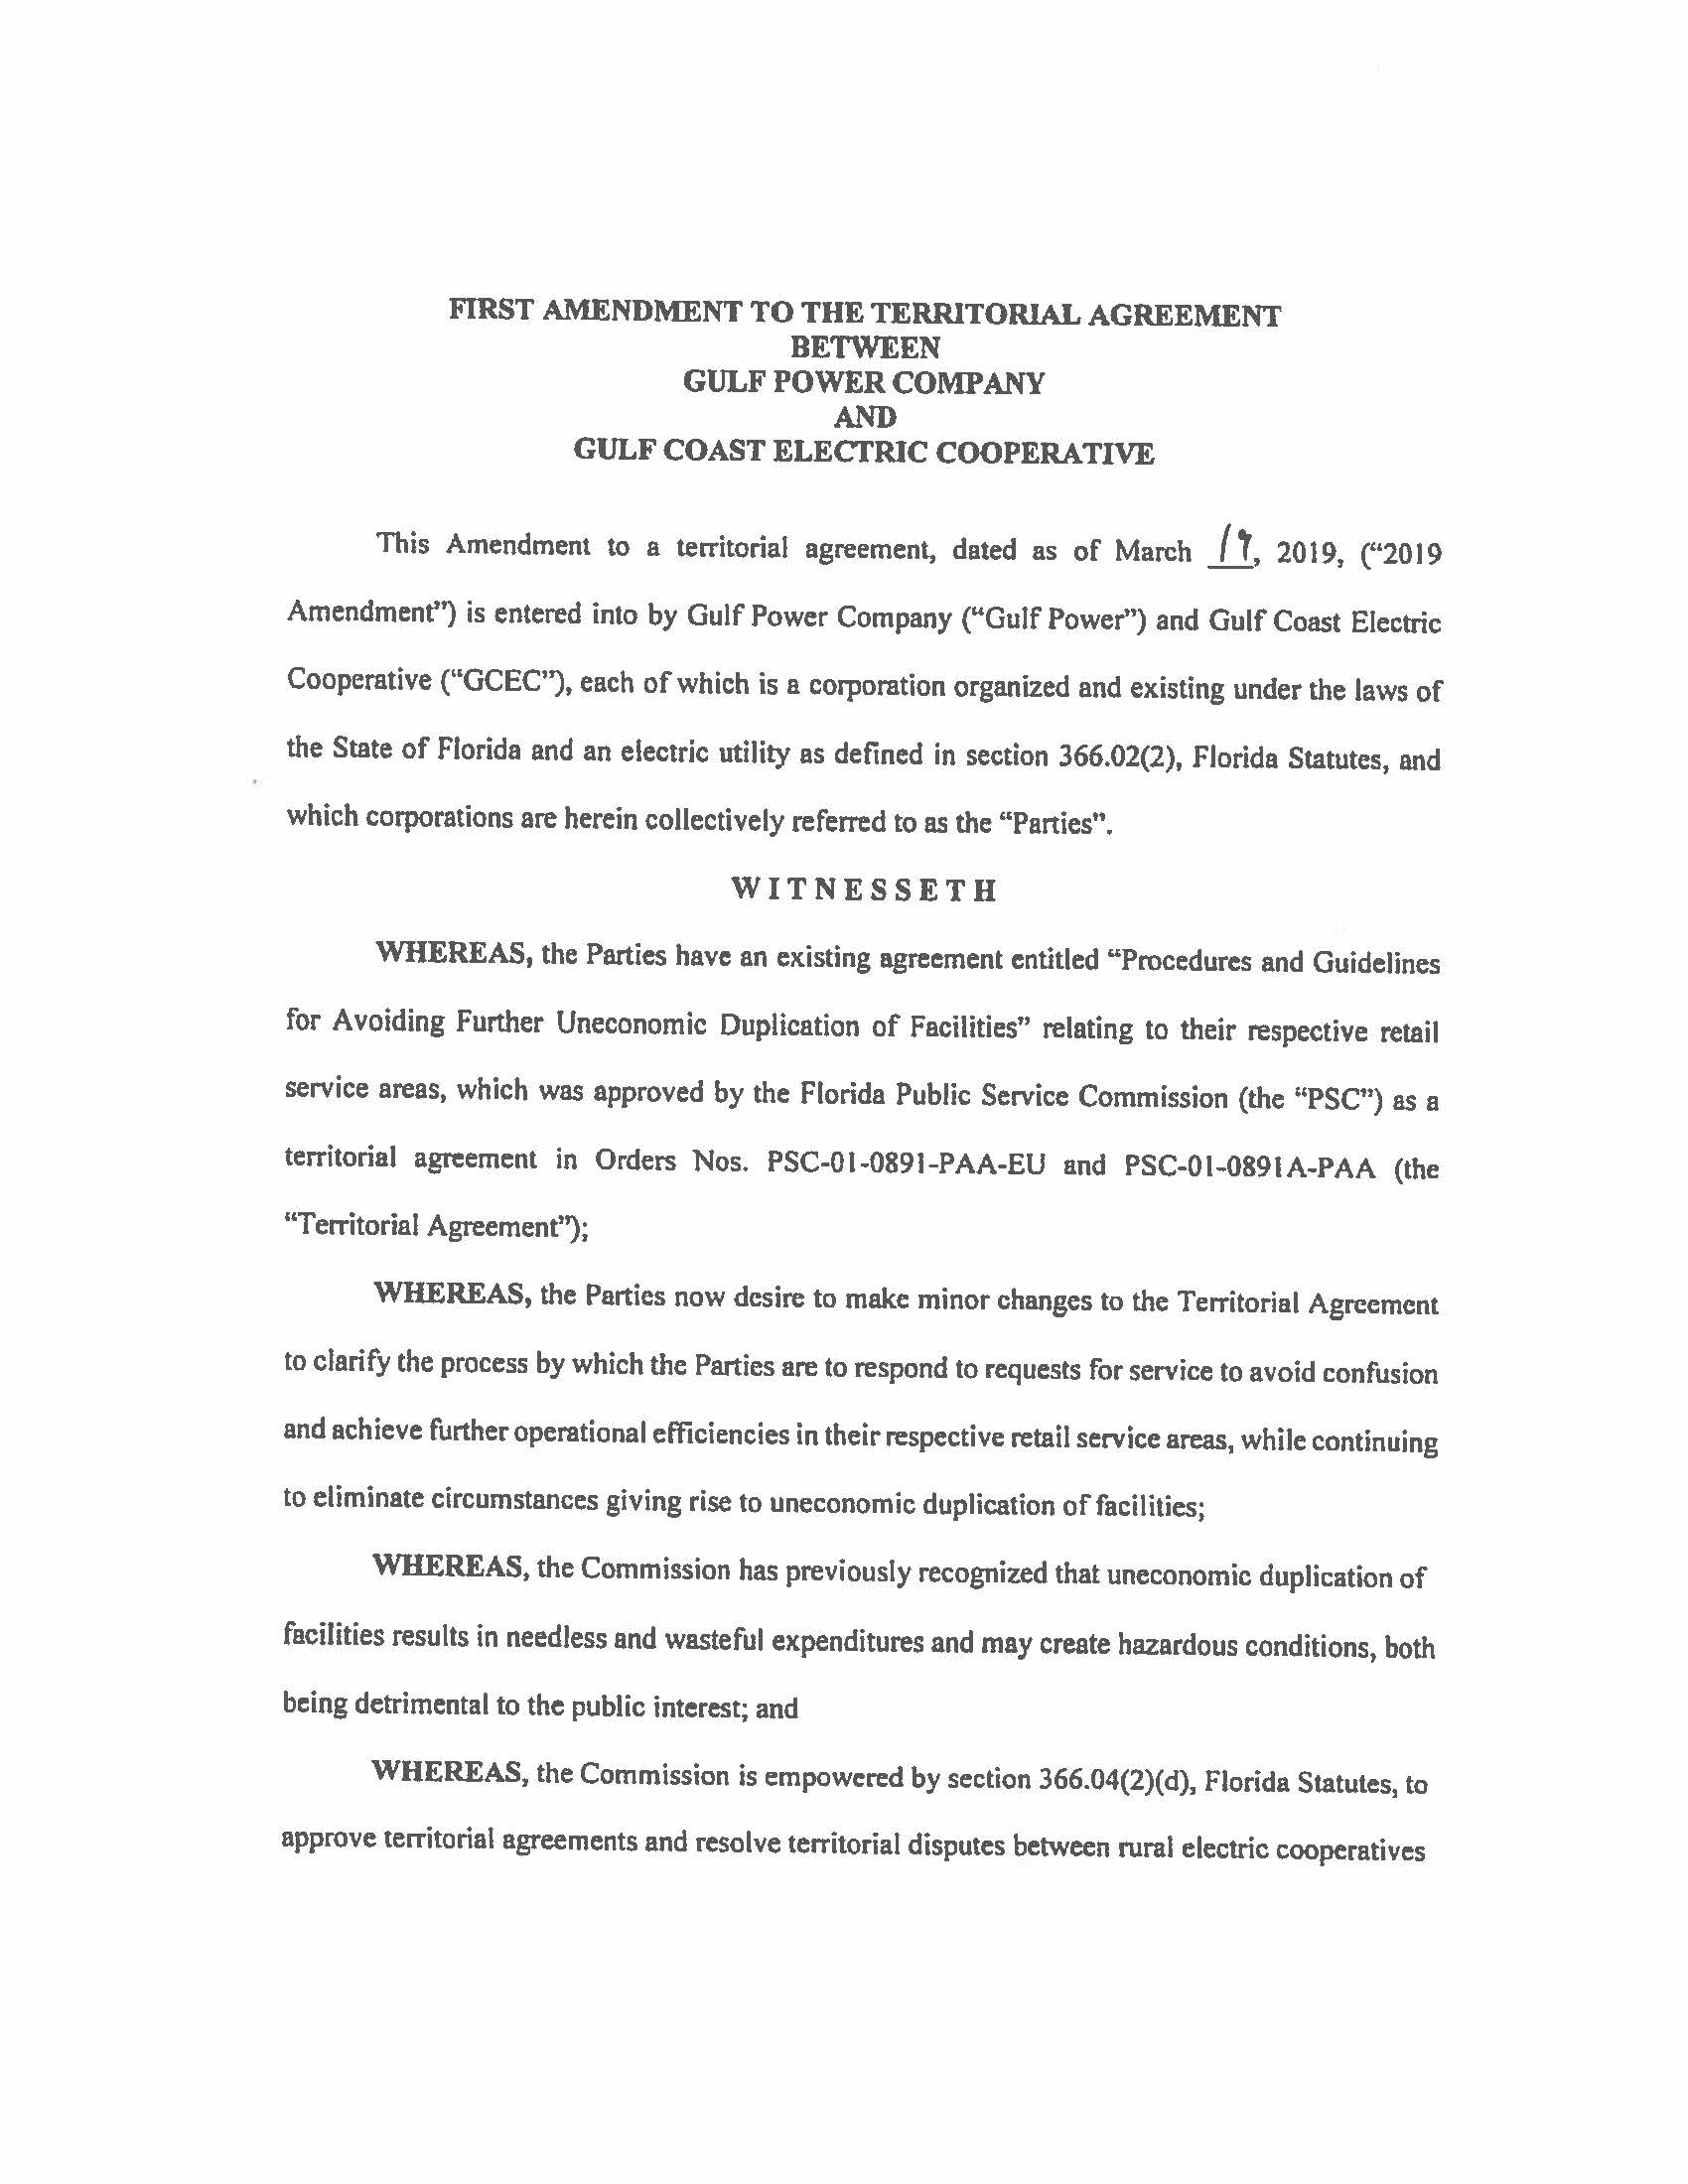 FIRST AMENDMENT TO THE TERRITORIAL AGREEMENT
BETWEEN
GULF POWER COMPANY
AND
GULF COAST ELECTRIC COOPERATIVE
This Amendment to a territorial agreement, dated as of March 19, 2019, (“2019
Amendment”) is entered into by Gulf Power Company (“Gulf Power”) and Gulf Coast Electric
Cooperative (“GCEC”), each of which is a corporation organized and existing under the laws of
the State of Florida and an electric utility as defined in section 366.02(2), Florida Statutes, and
which corporations are herein collectively referred to as the “Parties”.
WITNESSETH
WHEREAS, the Parties have an existing agreement entitled “Procedures and Guidelines
for Avoiding Further Uneconomic Duplication of Facilities” relating to their respective retail
service areas, which was approved by the Florida Public Service Commission (the “PSC”) as a
territorial agreement in Orders Nos. PSC-01-0891-PAA-EU and PSC-01-0891A-PAA (the
“Territorial Agreement”);
WHEREAS, the Parties now desire to make minor changes to the Territorial Agreement
to clarify the process by which the Parties are to respond to requests for service to avoid confusion
and achieve further operational efficiencies in their respective retail service areas, while continuing
to eliminate circumstances giving rise to uneconomic duplication of facilities;
WHEREAS, the Commission has previously recognized that uneconomic duplication of
facilities results in needless and wasteful expenditures and may create hazardous conditions, both
being detrimental to the public interest; and
WHEREAS, the Commission is empowered by section 366.04(2)(d), Florida Statutes, to
approve territorial agreements and resolve territorial disputes between rural electric cooperatives